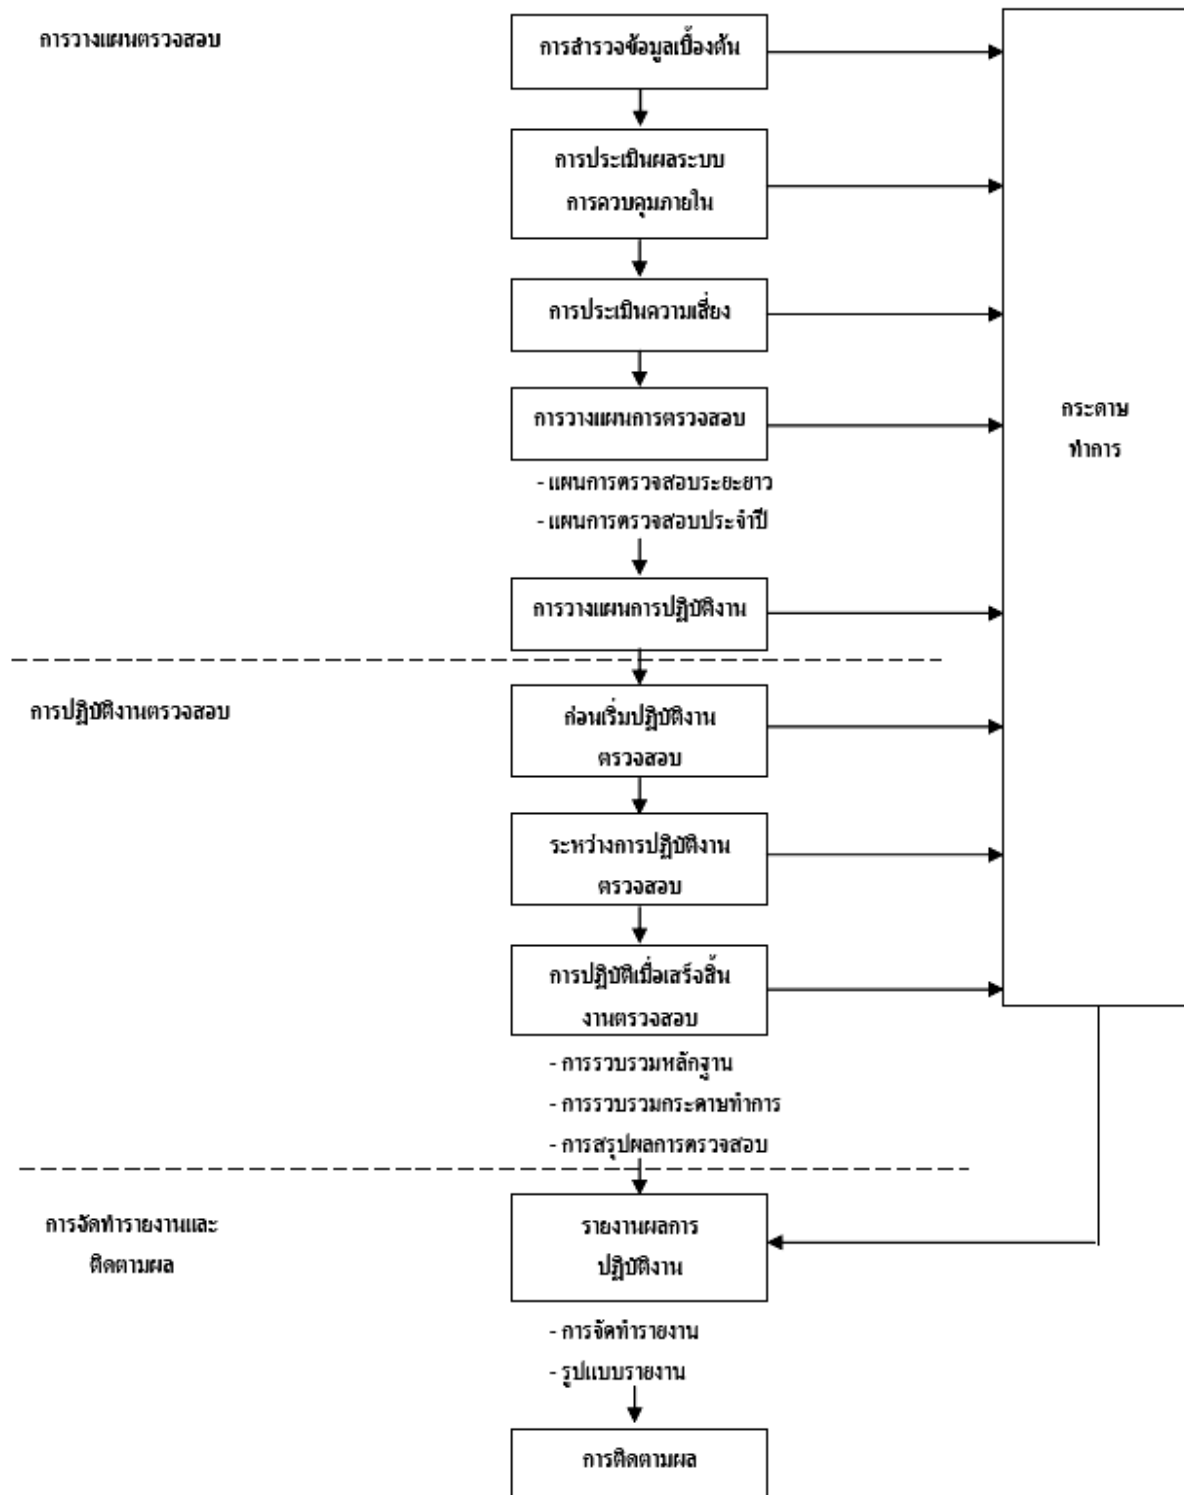 การวางแผนตรวจสอบ
การสำรวจข้อมูลเบื้องต้น
การประเมินผลระบบ
การควบคุมภายใน
การประเมินความเสี่ยง
การวางแผนการตรวจสอบ
กระดาษ
ทำการ
- แผนการตรวจสอบระยะยาว
- แผนการตรวจสอบประจำปี
การวางแผนการปฏิบัติงาน
การปฏิบัติงานตรวจสอบ
ก่อนเริ่มปฏิบัติงาน
ตรวจสอบ
ระหว่างการปฏิบัติงาน
ตรวจสอบ
การปฏิบัติเมื่อเสร็จสิ้น
งานตรวจสอบ
- การรวบรวมหลักฐาน
- การรวบรวมกระดาษทำการ
- การสรุปผลการตรวจสอบ
การจัดทำรายงานและ
ติดตามผล
รายงานผลการ
ปฏิบัติงาน
- การจัดทำรายงาน
- รูปแบบรายงาน
การติดตามผล